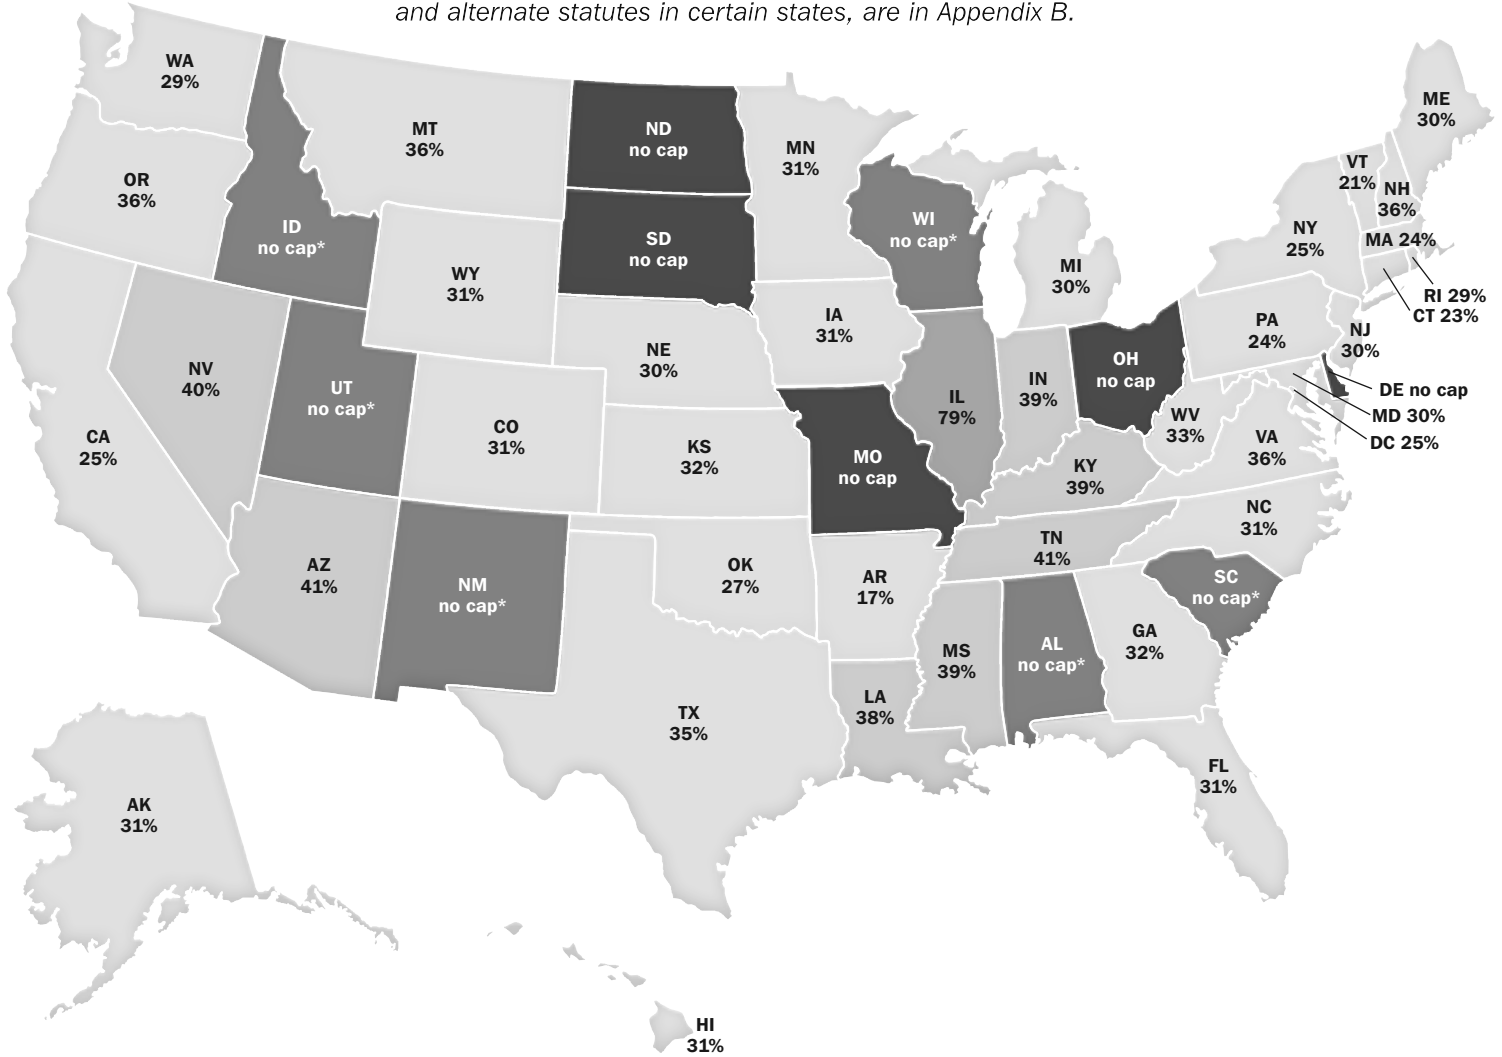 and alternate statutes in certain states, are in Appendix B.
WA
29%
OR
36%
ID
no cap*
MT
36%
ND
no cap
MN
31%
SD
no cap
WI
no cap*
WY
31%
MI
30%
ME
30%
VT
21%
NH
36%
NY
25%
MA 24%
RI 29%
CT 23%
IA
31%
PA
24%
NJ
30%
NE
30%
NV
40%
UT
no cap*
IL
79%
IN
39%
OH
no cap
DE no cap
MD 30%
DC 25%
WV
33%
VA
36%
CA
25%
CO
31%
KS
32%
MO
no cap
KY
39%
NC
31%
TN
41%
AZ
41%
NM
no cap*
OK
27%
AR
17%
SC
no cap*
MS
39%
AL
no cap*
GA
32%
LA
38%
TX
35%
FL
31%
AK
31%
HI
31%